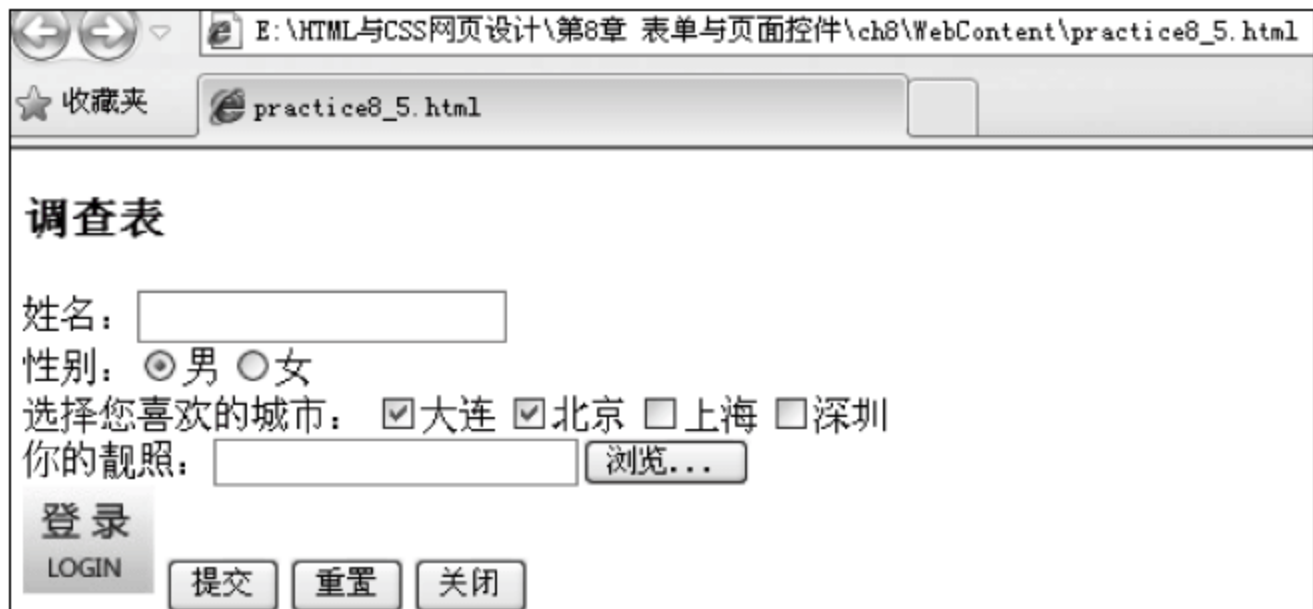 E:\HTML与CSS网页设计\第8章 表单与页面控件\ch8\WebContent\practice8_5.html
收藏夹 practice8_5.html
调查表
姓名：
性别： 男 女
选择您喜欢的城市： 大连 北京 上海 深圳
你的靓照： 浏览...
登 录
LOGIN 提交 重置 关闭